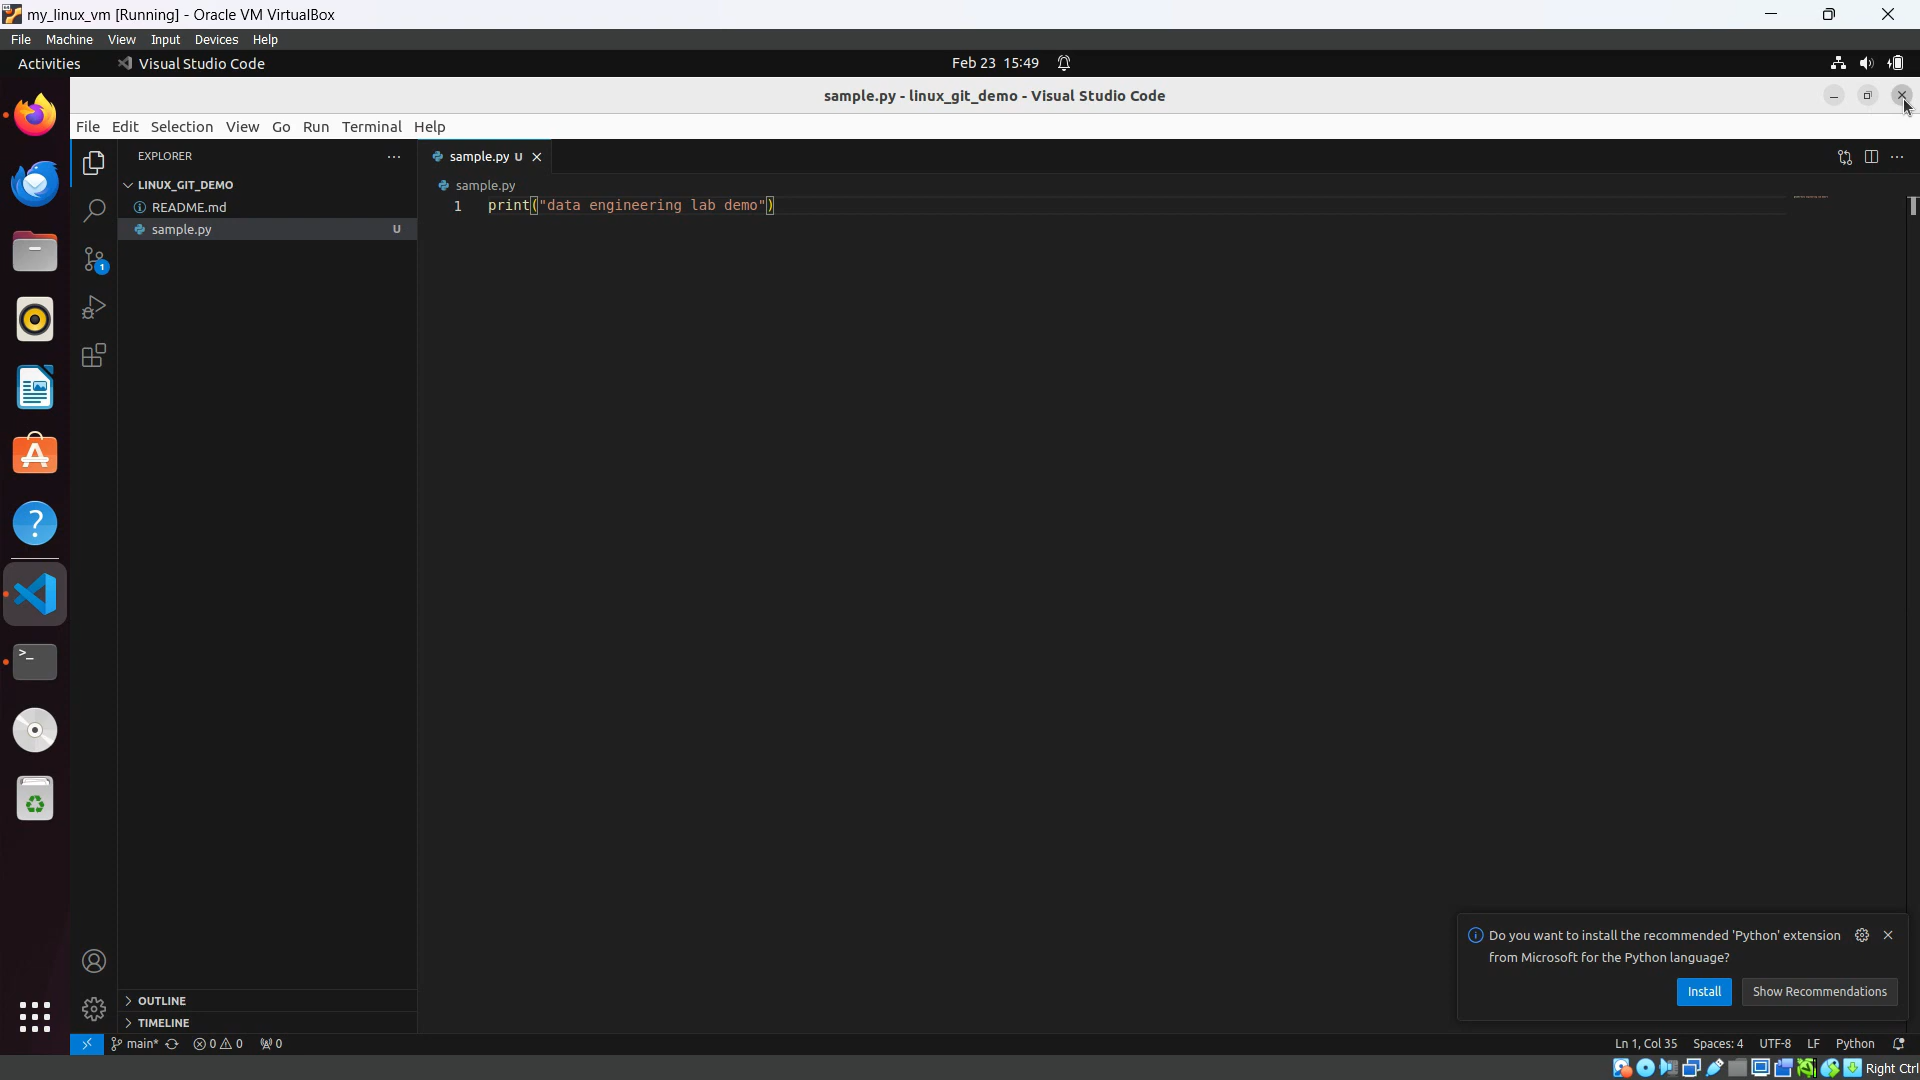 my_linux_vm [Running] - Oracle VM VirtualBox
File Machine View Input Devices Help
Activities Visual Studio Code Feb 23 15:49
sample.py - linux_git_demo - Visual Studio Code
File Edit Selection View Go Run Terminal Help
EXPLORER
sample.py U
LINUX_GIT_DEMO
sample.py
README.md
1 print("data engineering lab demo")
sample.py U
1
Do you want to install the recommended 'Python' extension
from Microsoft for the Python language?
Install Show Recommendations
OUTLINE
TIMELINE
main* 0 0 0 Ln 1, Col 35 Spaces: 4 UTF-8 LF Python
Right Ctrl